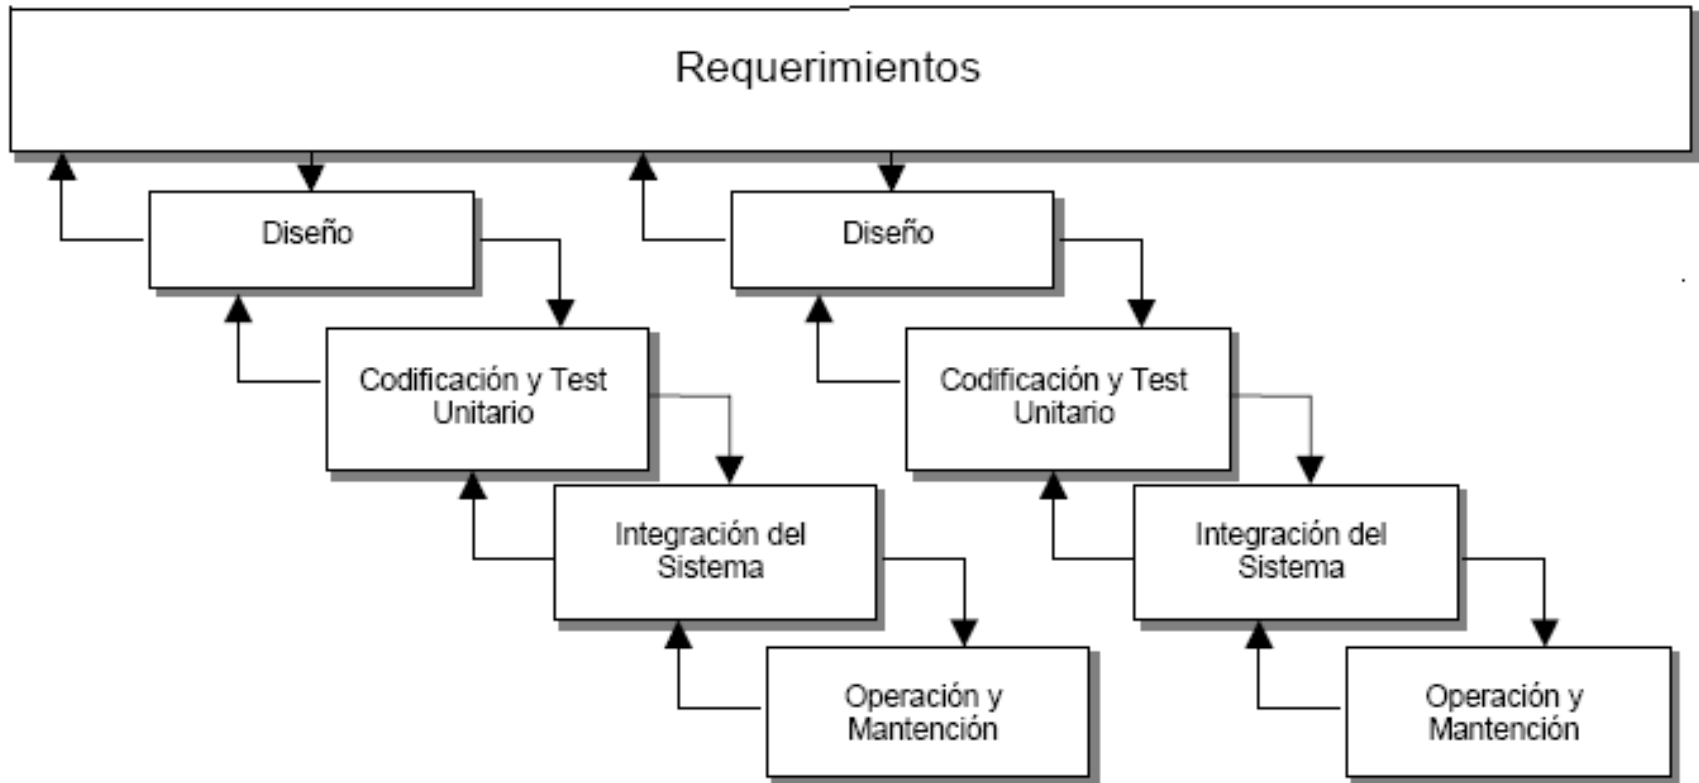 Requerimientos
Diseño
Diseño
Codificación y Test
Unitario
Codificación y Test
Unitario
Integración del
Sistema
Integración del
Sistema
Operación y
Mantención
Operación y
Mantención